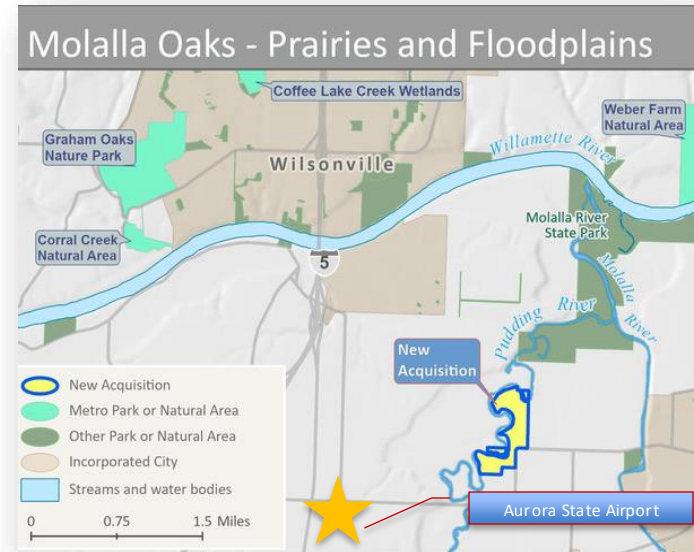 Molalla Oaks - Prairies and Floodplains
Coffee Lake Creek Wetlands
Weber Farm
Natural Area
Graham Oaks
Nature Park
Wilsonville
Willamette River
Corral Creek
Natural Area
Molalla River
State Park
5
Molalla River
Pudding River
New
Acquisition
New Acquisition
Metro Park or Natural Area
Other Park or Natural Area
Incorporated City
Streams and water bodies
0 0.75 1.5 Miles
Aurora State Airport